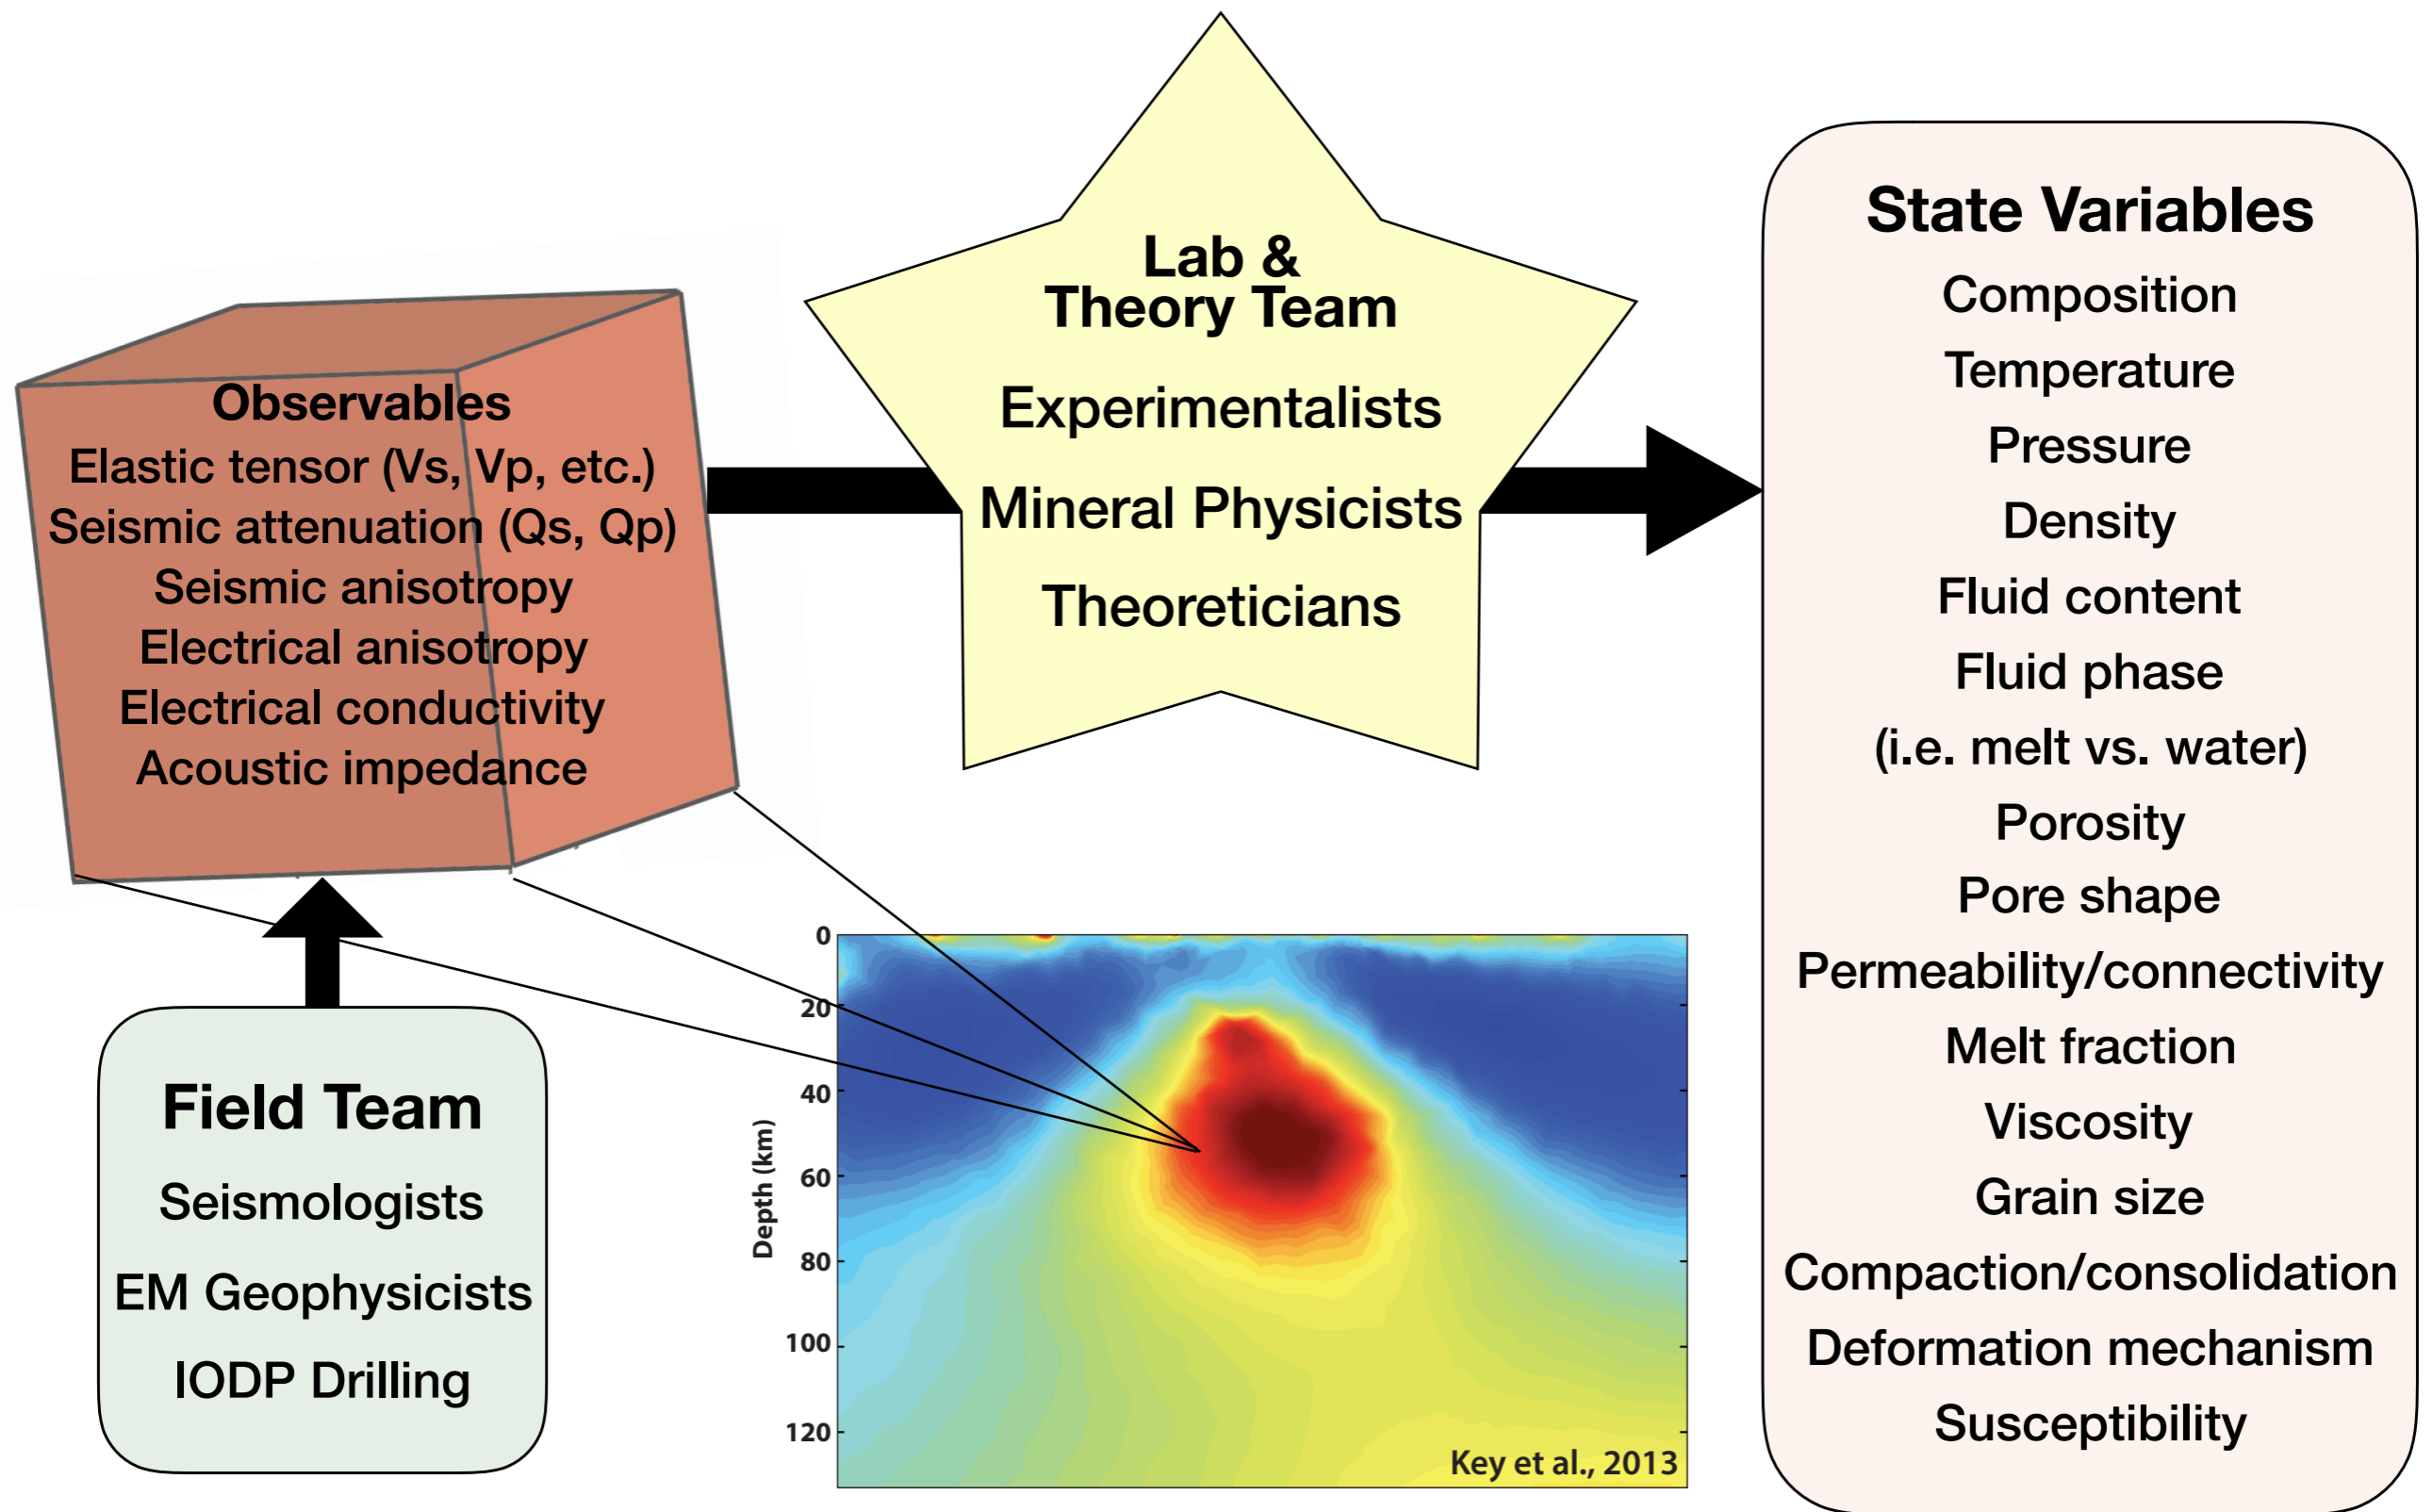 Observables
Elastic tensor (Vs, Vp, etc.)
Seismic attenuation (Qs, Qp)
Seismic anisotropy
Electrical anisotropy
Electrical conductivity
Acoustic impedance
Field Team
Seismologists
EM Geophysicists
IODP Drilling
Lab &
Theory Team
Experimentalists
Mineral Physicists
Theoreticians
Depth (km)
0
20
40
60
80
100
120
Key et al., 2013
State Variables
Composition
Temperature
Pressure
Density
Fluid content
Fluid phase
(i.e. melt vs. water)
Porosity
Pore shape
Permeability/connectivity
Melt fraction
Viscosity
Grain size
Compaction/consolidation
Deformation mechanism
Susceptibility